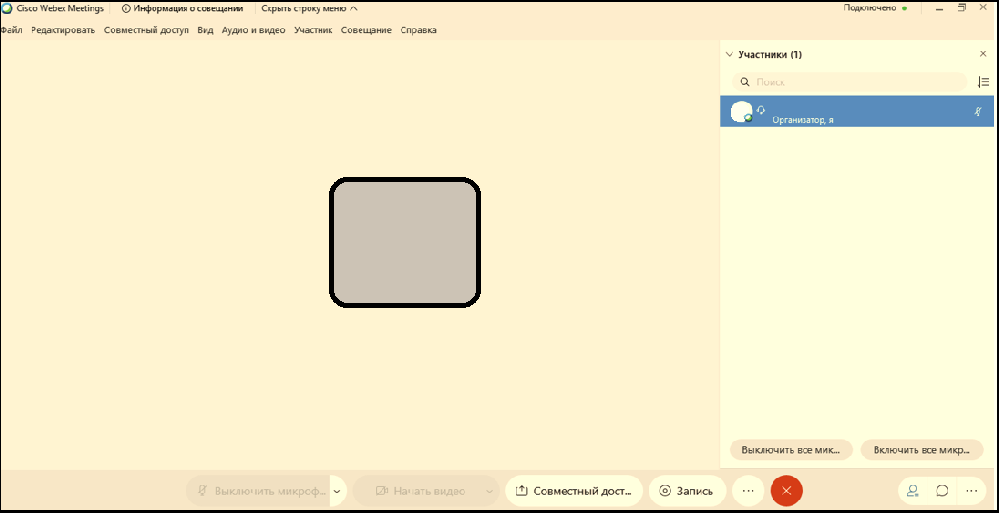 Cisco Webex Meetings Информация о совещании Скрыть строку меню Подключено
Файл Редактировать Совместный доступ Вид Аудио и видео Участник Совещание Справка
Участники (1)
Поиск
Организатор, я
Выключить все мик... Включить все микр...
Выключить микроф... Начать видео Совместный дост... Запись